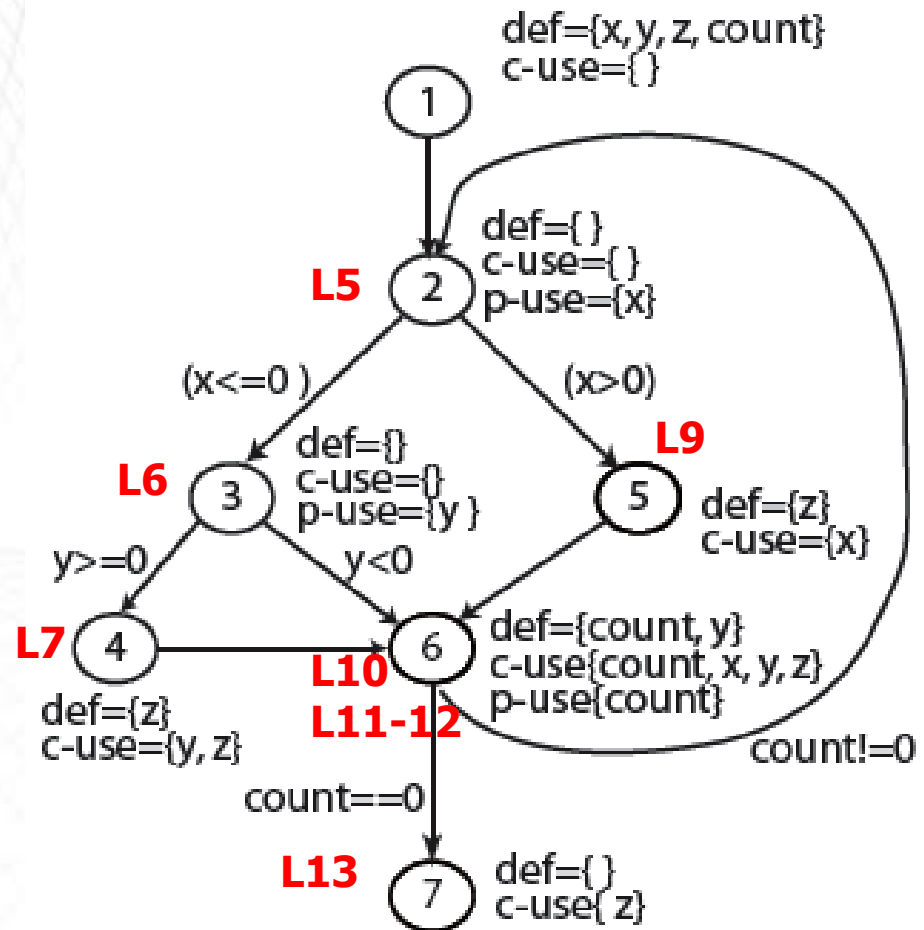 def={x, y, z, count}
c-use={ }
1
def={ }
c-use={ }
p-use={x}
L5
2
(x<=0 )
(x>0)
L9
def={}
c-use={}
p-use={y }
L6
3
5
def={z}
c-use={x}
y>=0
y<0
L7
4
6
def={count, y}
c-use{count, x, y, z}
p-use{count}
L10
L11-12
def={z}
c-use={y, z}
count!=0
count==0
L13
7
def={ }
c-use{ z}